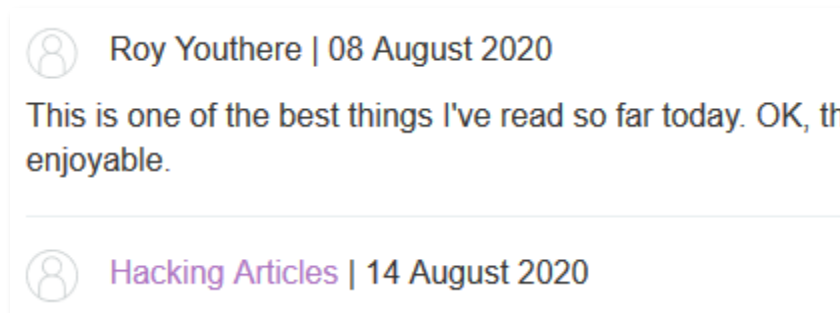 Roy Youthere | 08 August 2020
This is one of the best things I've read so far today. OK,
enjoyable.
Hacking Articles | 14 August 2020